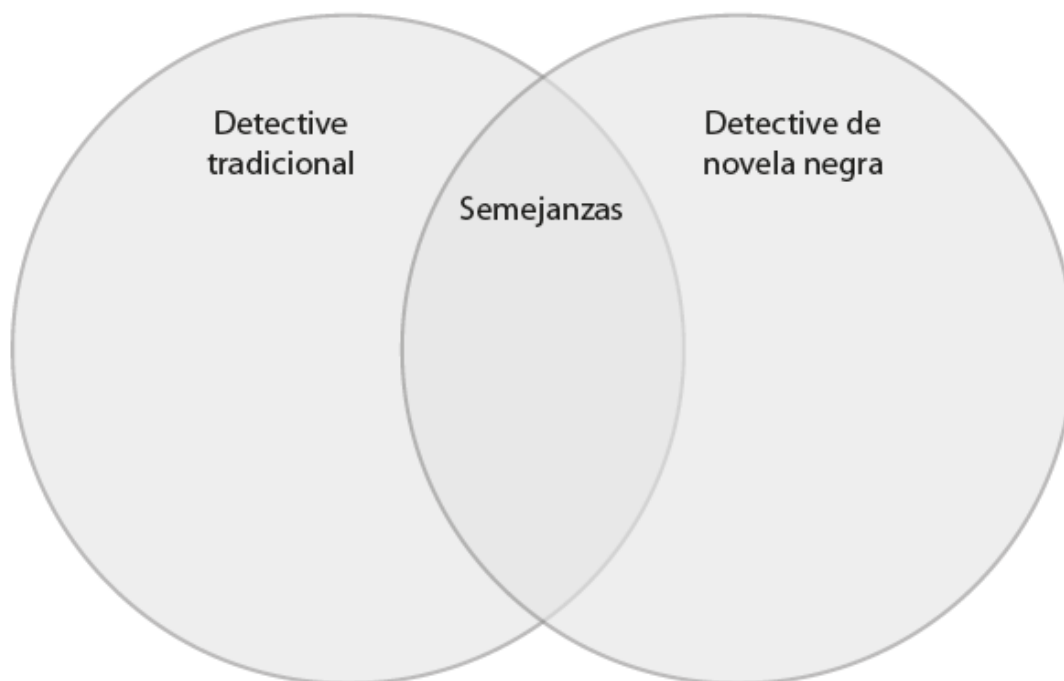 Detective
tradicional
Semejanzas
Detective de
novela negra